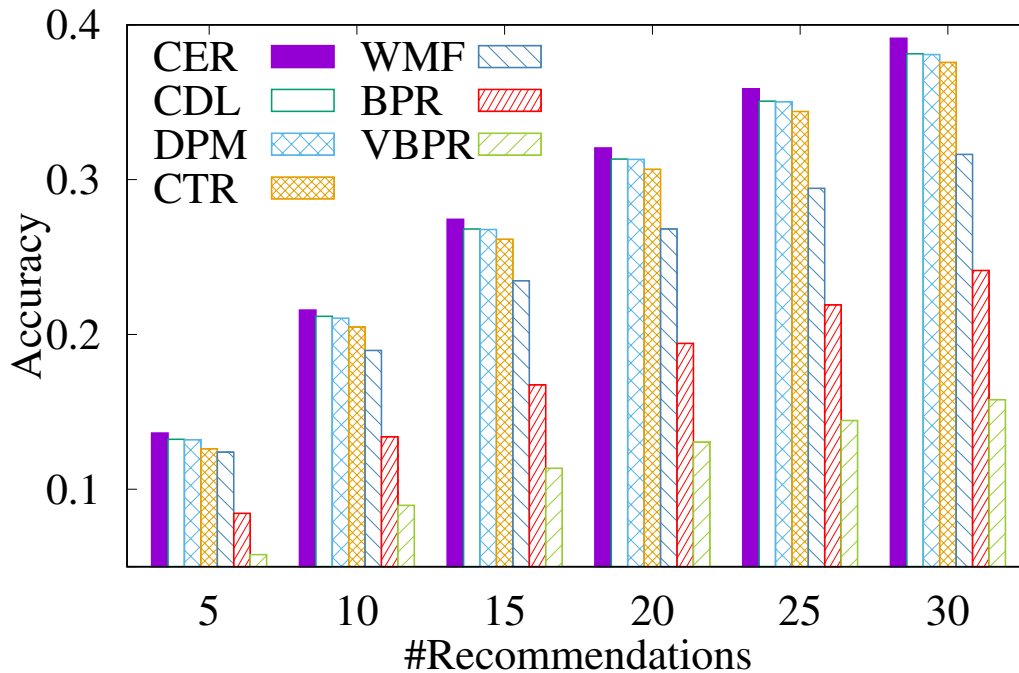 0.4
0.3
0.2
0.1
Accuracy
CER
CDL
DPM
CTR
WMF
BPR
VBPR
5 10 15 20 25 30
#Recommendations